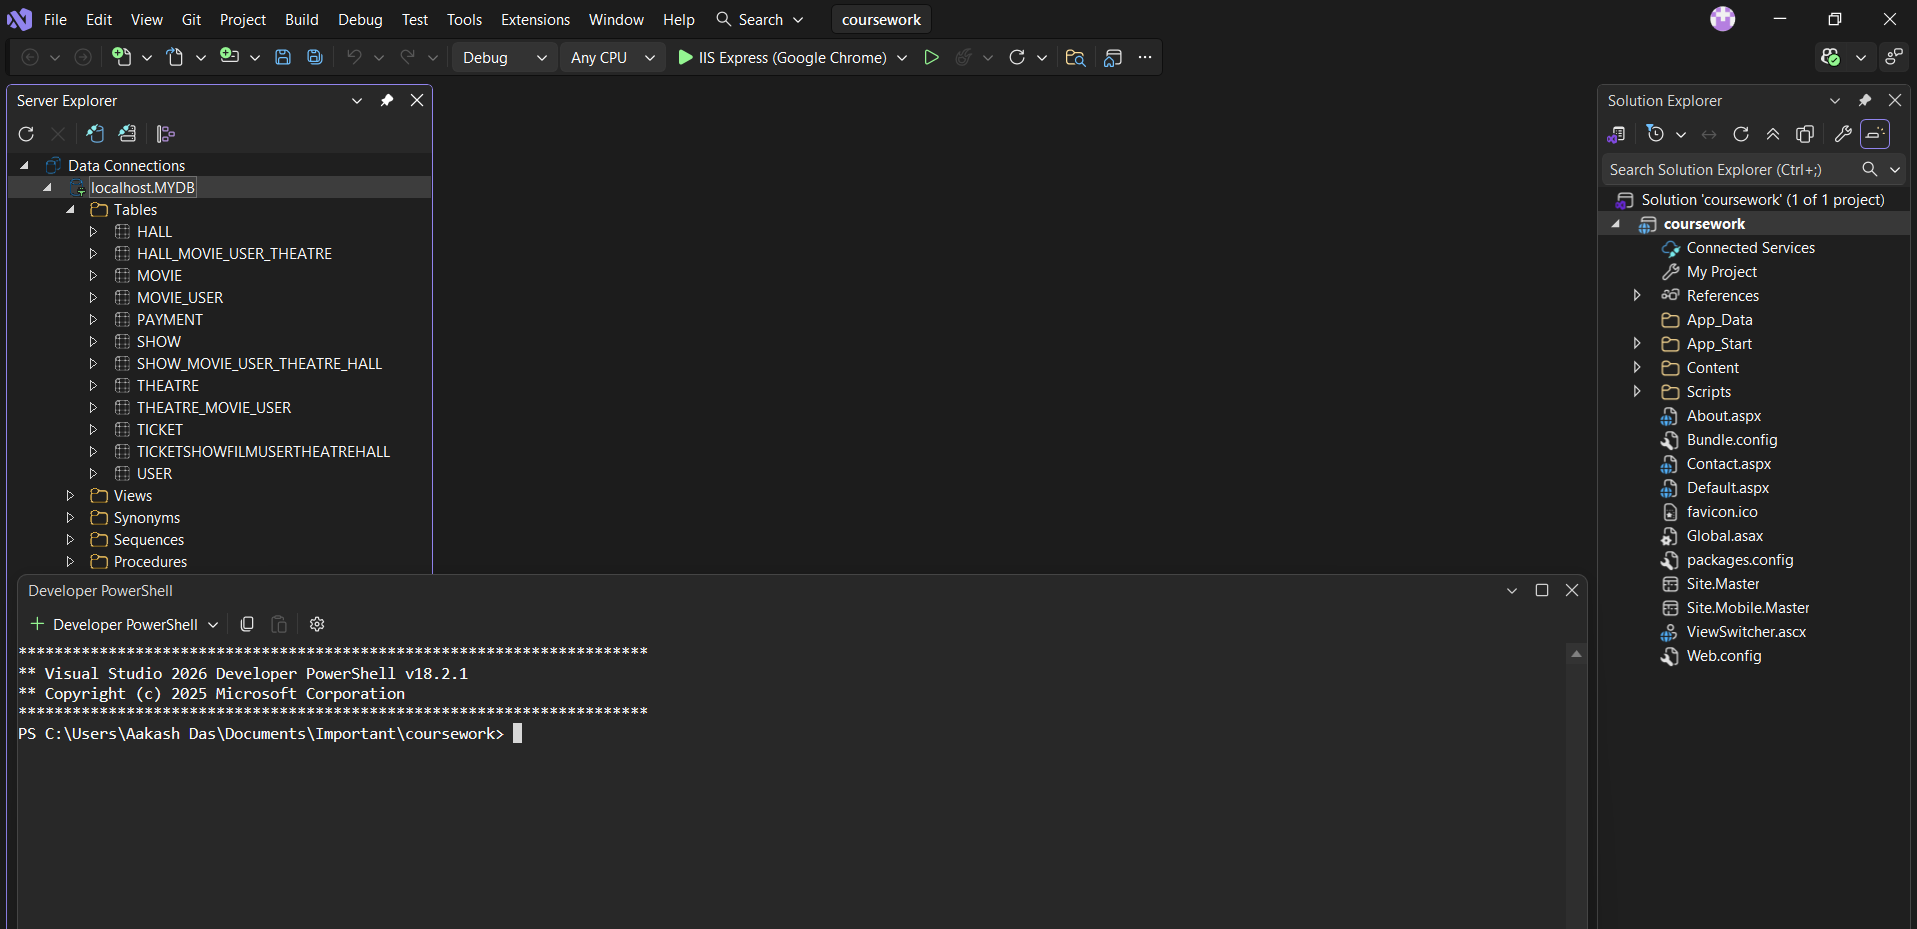 File Edit View Git Project Build Debug Test Tools Extensions Window Help Search coursework
Debug Any CPU IIS Express (Google Chrome)
Server Explorer
Data Connections
localhost.MYDB
Tables
HALL
HALL_MOVIE_USER_THEATRE
MOVIE
MOVIE_USER
PAYMENT
SHOW
SHOW_MOVIE_USER_THEATRE_HALL
THEATRE
THEATRE_MOVIE_USER
TICKET
TICKETSHOWFILMUSERTHEATREHALL
USER
Views
Synonyms
Sequences
Procedures
Developer PowerShell
Developer PowerShell
**********************************************************************
** Visual Studio 2026 Developer PowerShell v18.2.1
** Copyright (c) 2025 Microsoft Corporation
**********************************************************************
PS C:\Users\Aakash Das\Documents\Important\coursework>
Solution Explorer
Search Solution Explorer (Ctrl+;)
Solution 'coursework' (1 of 1 project)
coursework
Connected Services
My Project
References
App_Data
App_Start
Content
Scripts
About.aspx
Bundle.config
Contact.aspx
Default.aspx
favicon.ico
Global.asax
packages.config
Site.Master
Site.Mobile.Master
ViewSwitcher.ascx
Web.config